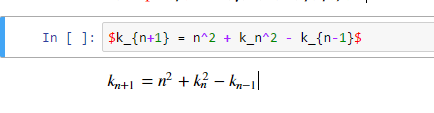 In [ ]: $k_{n+1} = n^2 + k_n^2 - k_{n-1}$
kₙ₊₁ = n² + kₙ² − kₙ₋₁